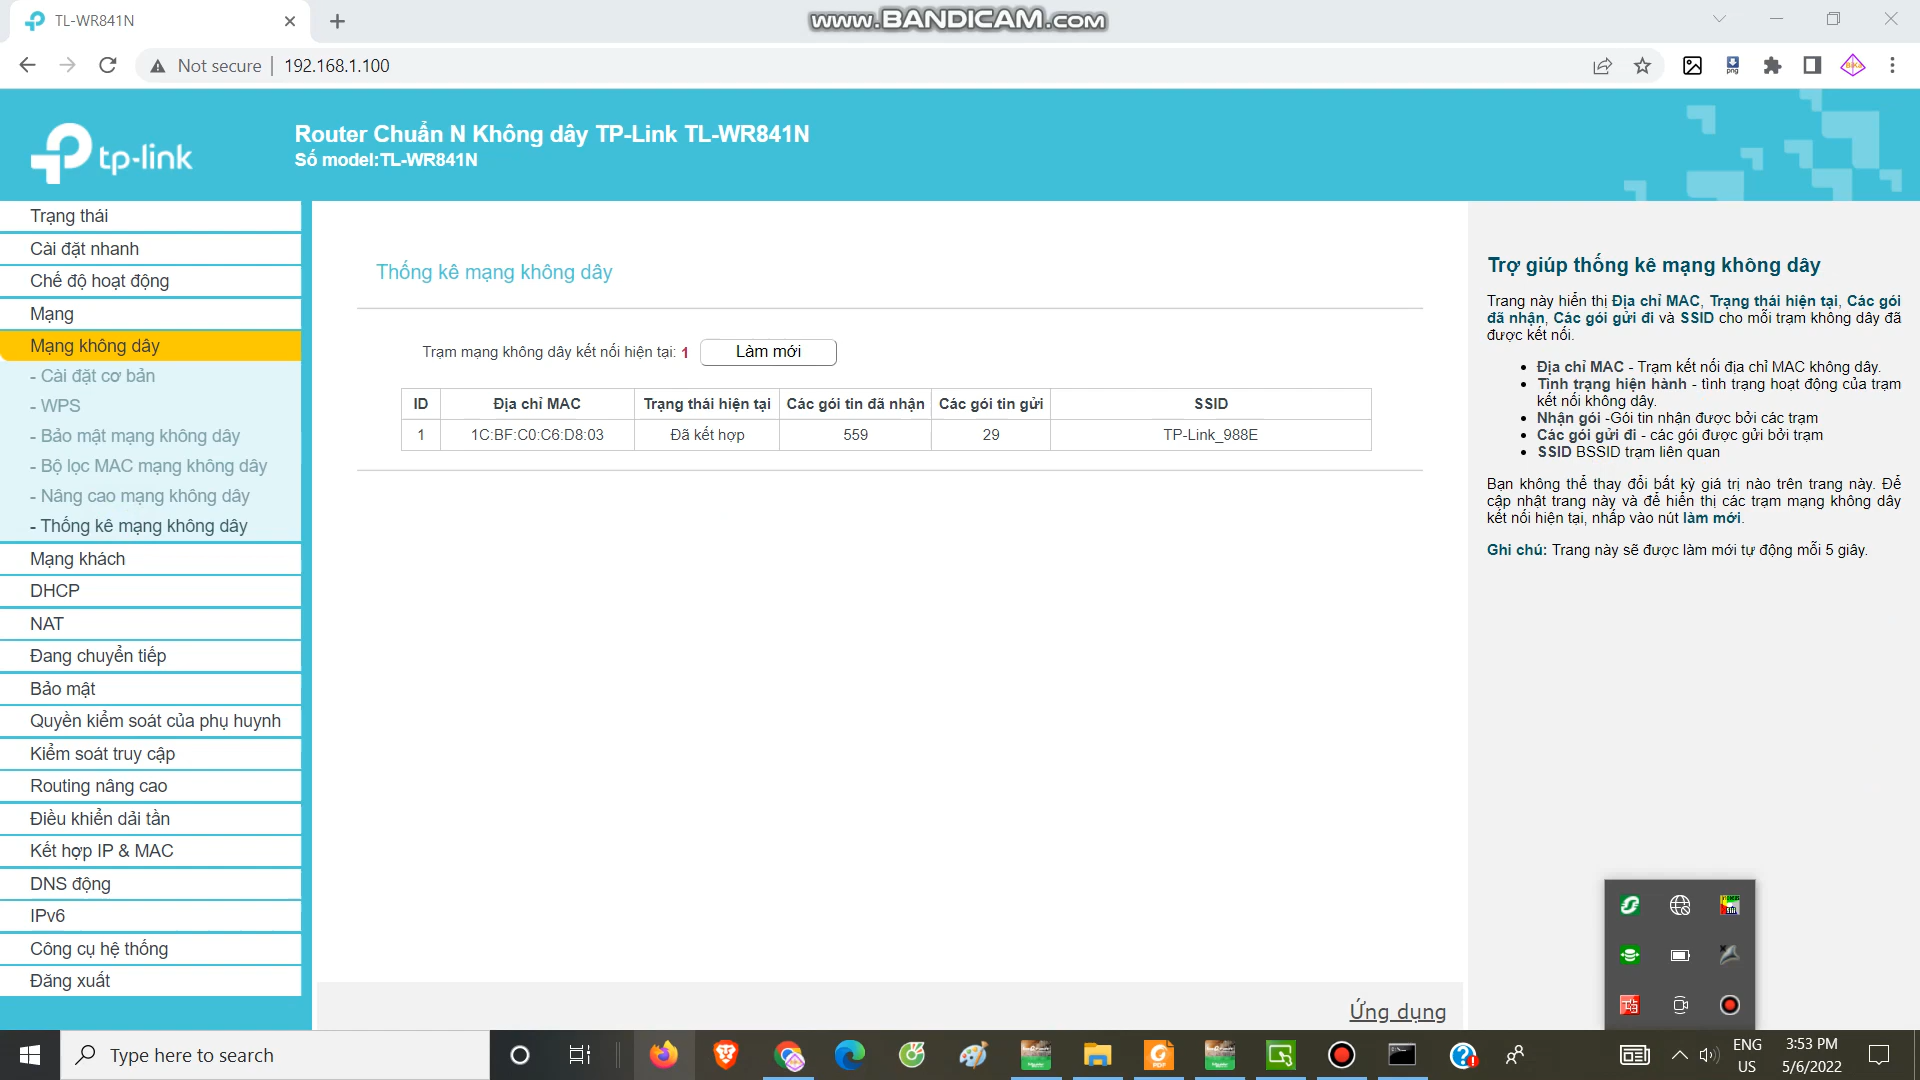 TL-WR841N
www.BANDICAM.com
Not secure
192.168.1.100
tp-link
Router Chuẩn N Không dây TP-Link TL-WR841N
Số model:TL-WR841N
Trạng thái
Cài đặt nhanh
Chế độ hoạt động
Mạng
Mạng không dây
- Cài đặt cơ bản
- WPS
- Bảo mật mạng không dây
- Bộ lọc MAC mạng không dây
- Nâng cao mạng không dây
- Thống kê mạng không dây
Mạng khách
DHCP
NAT
Đang chuyển tiếp
Bảo mật
Quyền kiểm soát của phụ huynh
Kiểm soát truy cập
Routing nâng cao
Điều khiển dải tần
Kết hợp IP & MAC
DNS động
IPv6
Công cụ hệ thống
Đăng xuất
Thống kê mạng không dây
Trạm mạng không dây kết nối hiện tại: 1 Làm mới
ID Địa chỉ MAC Trạng thái hiện tại Các gói tin đã nhận Các gói tin gửi SSID
1 1C:BF:C0:C6:D8:03 Đã kết hợp 559 29 TP-Link_988E
Ứng dụng
Trợ giúp thống kê mạng không dây
Trang này hiển thị Địa chỉ MAC, Trạng thái hiện tại, Các gói
đã nhận, Các gói gửi đi và SSID cho mỗi trạm không dây đã
được kết nối.
Địa chỉ MAC - Trạm kết nối địa chỉ MAC không dây.
Tình trạng hiện hành - tình trạng hoạt động của trạm
kết nối không dây.
Nhận gói -Gói tin nhận được bởi các trạm
Các gói gửi đi - các gói được gửi bởi trạm
SSID BSSID trạm liên quan
Bạn không thể thay đổi bất kỳ giá trị nào trên trang này. Để
cập nhật trang này và để hiển thị các trạm mạng không dây
kết nối hiện tại, nhấp vào nút làm mới.
Ghi chú: Trang này sẽ được làm mới tự động mỗi 5 giây.
Type here to search
ENG
US
3:53 PM
5/6/2022